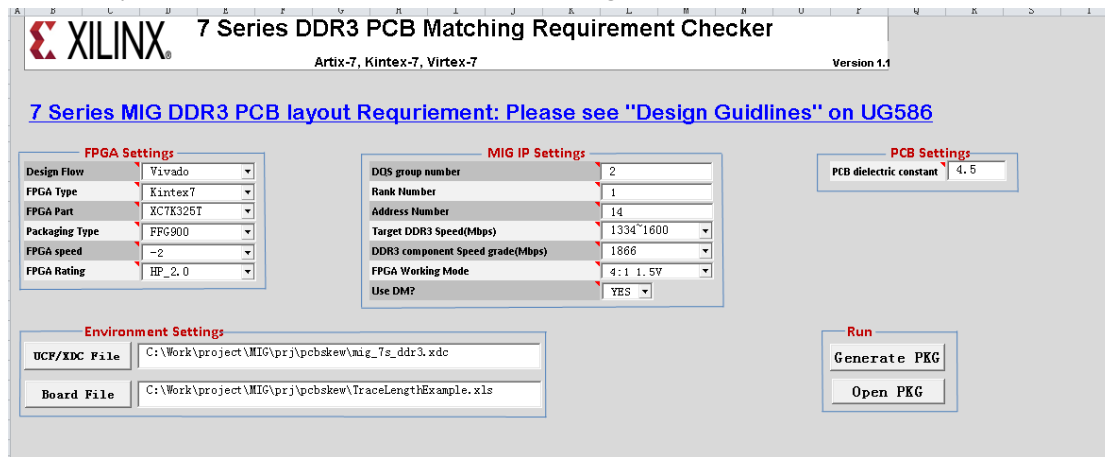 A B C D E F G H I J K L M N O P Q R S T
XILINX® 7 Series DDR3 PCB Matching Requirement Checker
Artix-7, Kintex-7, Virtex-7 Version 1.1
7 Series MIG DDR3 PCB layout Requriement: Please see "Design Guidlines" on UG586
FPGA Settings
Design Flow Vivado
FPGA Type Kintex7
FPGA Part XC7K325T
Packaging Type FFG900
FPGA speed -2
FPGA Rating HP_2.0
MIG IP Settings
DQS group number 2
Rank Number 1
Address Number 14
Target DDR3 Speed(Mbps) 1334~1600
DDR3 component Speed grade(Mbps) 1866
FPGA Working Mode 4:1 1.5V
Use DM? YES
PCB Settings
PCB dielectric constant 4.5
Environment Settings
UCF/XDC File C:\Work\project\MIG\prj\pcbskew\mig_7s_ddr3.xdc
Board File C:\Work\project\MIG\prj\pcbskew\TraceLengthExample.xls
Run
Generate PKG
Open PKG